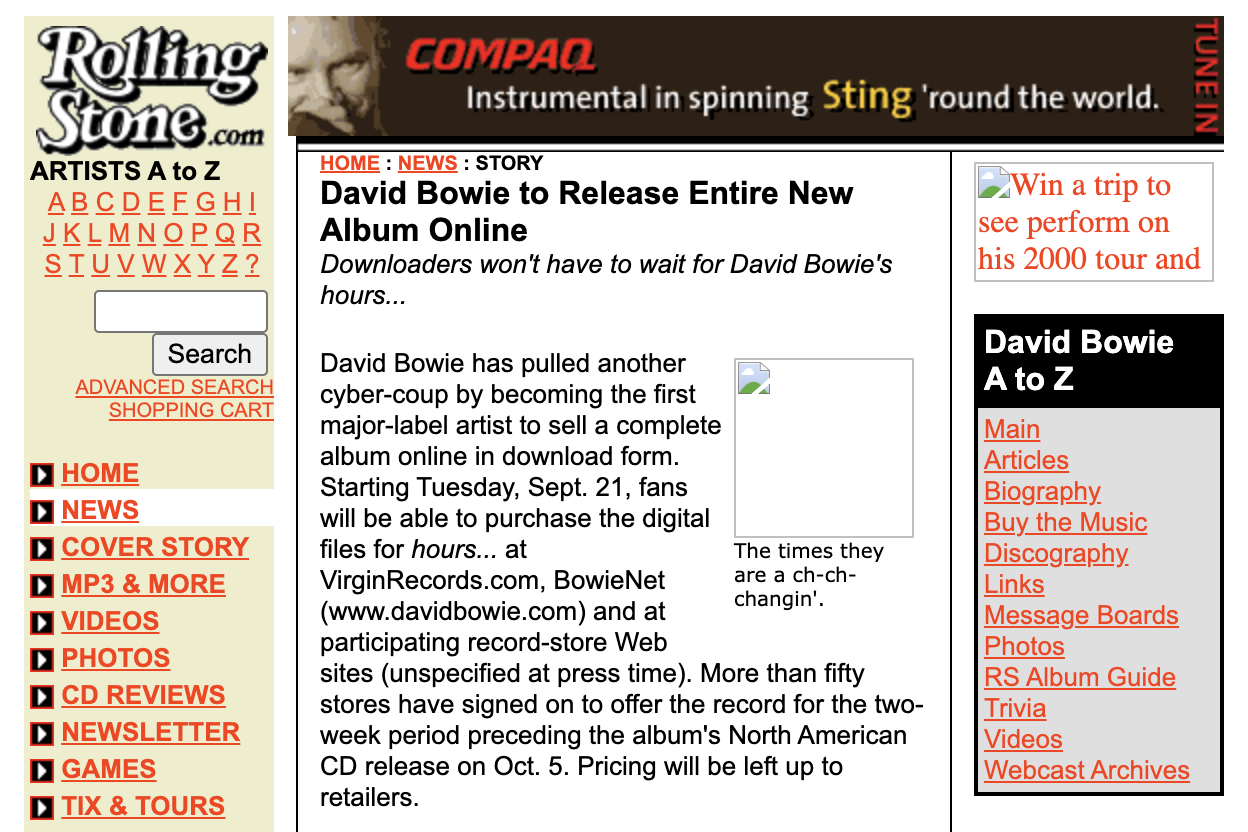 Rolling
Stone.com
ARTISTS A to Z
A B C D E F G H I
J K L M N O P Q R
S T U V W X Y Z ?
Search
ADVANCED SEARCH
SHOPPING CART
HOME
NEWS
COVER STORY
MP3 & MORE
VIDEOS
PHOTOS
CD REVIEWS
NEWSLETTER
GAMES
TIX & TOURS
COMPAQ
Instrumental in spinning Sting 'round the world.
TUNE IN
HOME : NEWS : STORY
David Bowie to Release Entire New
Album Online
Downloaders won't have to wait for David Bowie's
hours...
David Bowie has pulled another
cyber-coup by becoming the first
major-label artist to sell a complete
album online in download form.
Starting Tuesday, Sept. 21, fans
will be able to purchase the digital
files for hours... at
VirginRecords.com, BowieNet
(www.davidbowie.com) and at
participating record-store Web
sites (unspecified at press time). More than fifty
stores have signed on to offer the record for the two-
week period preceding the album's North American
CD release on Oct. 5. Pricing will be left up to
retailers.
The times they
are a ch-ch-
changin'.
Win a trip to
see perform on
his 2000 tour and
David Bowie
A to Z
Main
Articles
Biography
Buy the Music
Discography
Links
Message Boards
Photos
RS Album Guide
Trivia
Videos
Webcast Archives